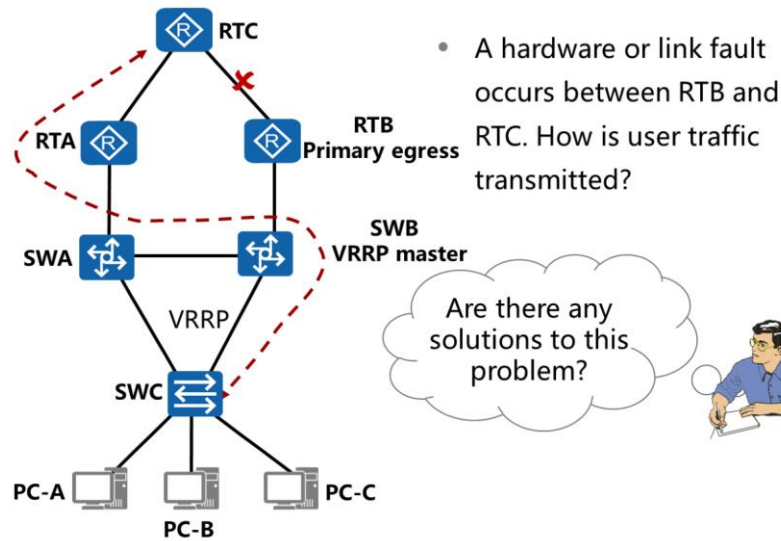 RTC
• A hardware or link fault
occurs between RTB and
RTC. How is user traffic
transmitted?
RTA
RTB
Primary egress
SWA
SWB
VRRP master
VRRP
Are there any
solutions to this
problem?
SWC
PC-A
PC-B
PC-C
R
R
R